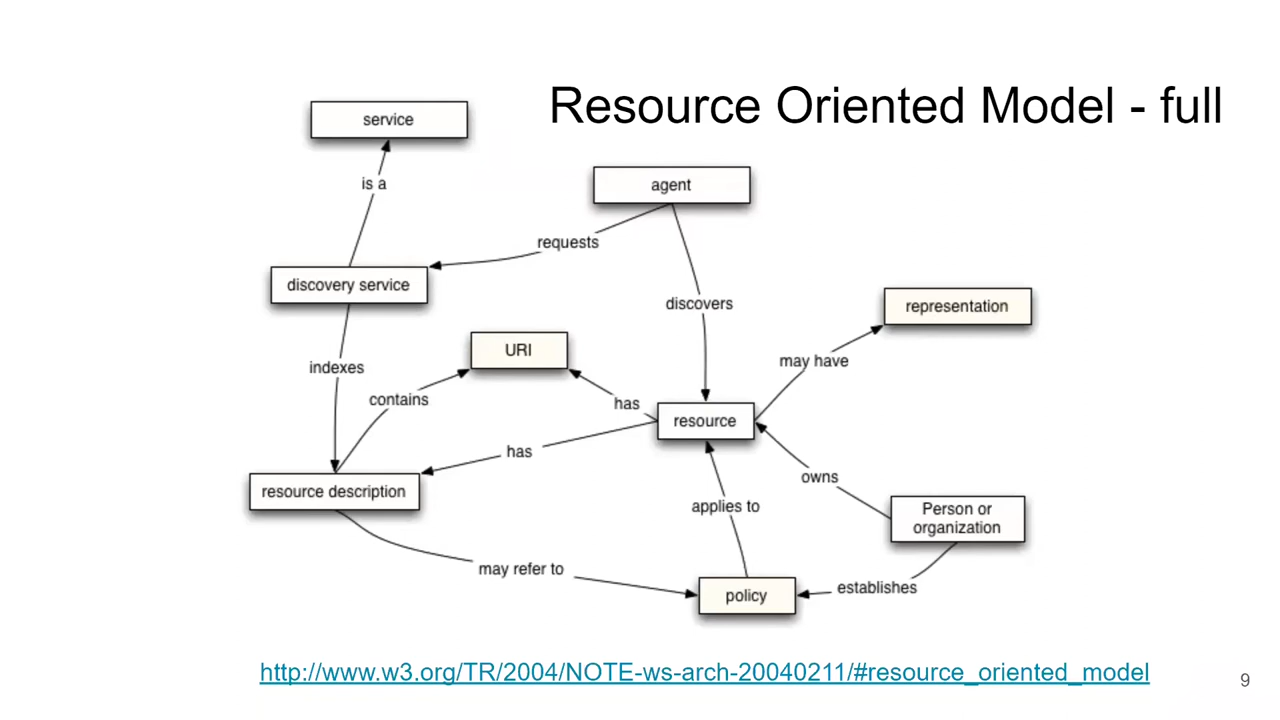 Resource Oriented Model - full
service
is a
agent
requests
discovery service
discovers
representation
URI
may have
indexes
contains
has
resource
has
owns
resource description
applies to
Person or
organization
may refer to
policy
establishes
http://www.w3.org/TR/2004/NOTE-ws-arch-20040211/#resource_oriented_model
9